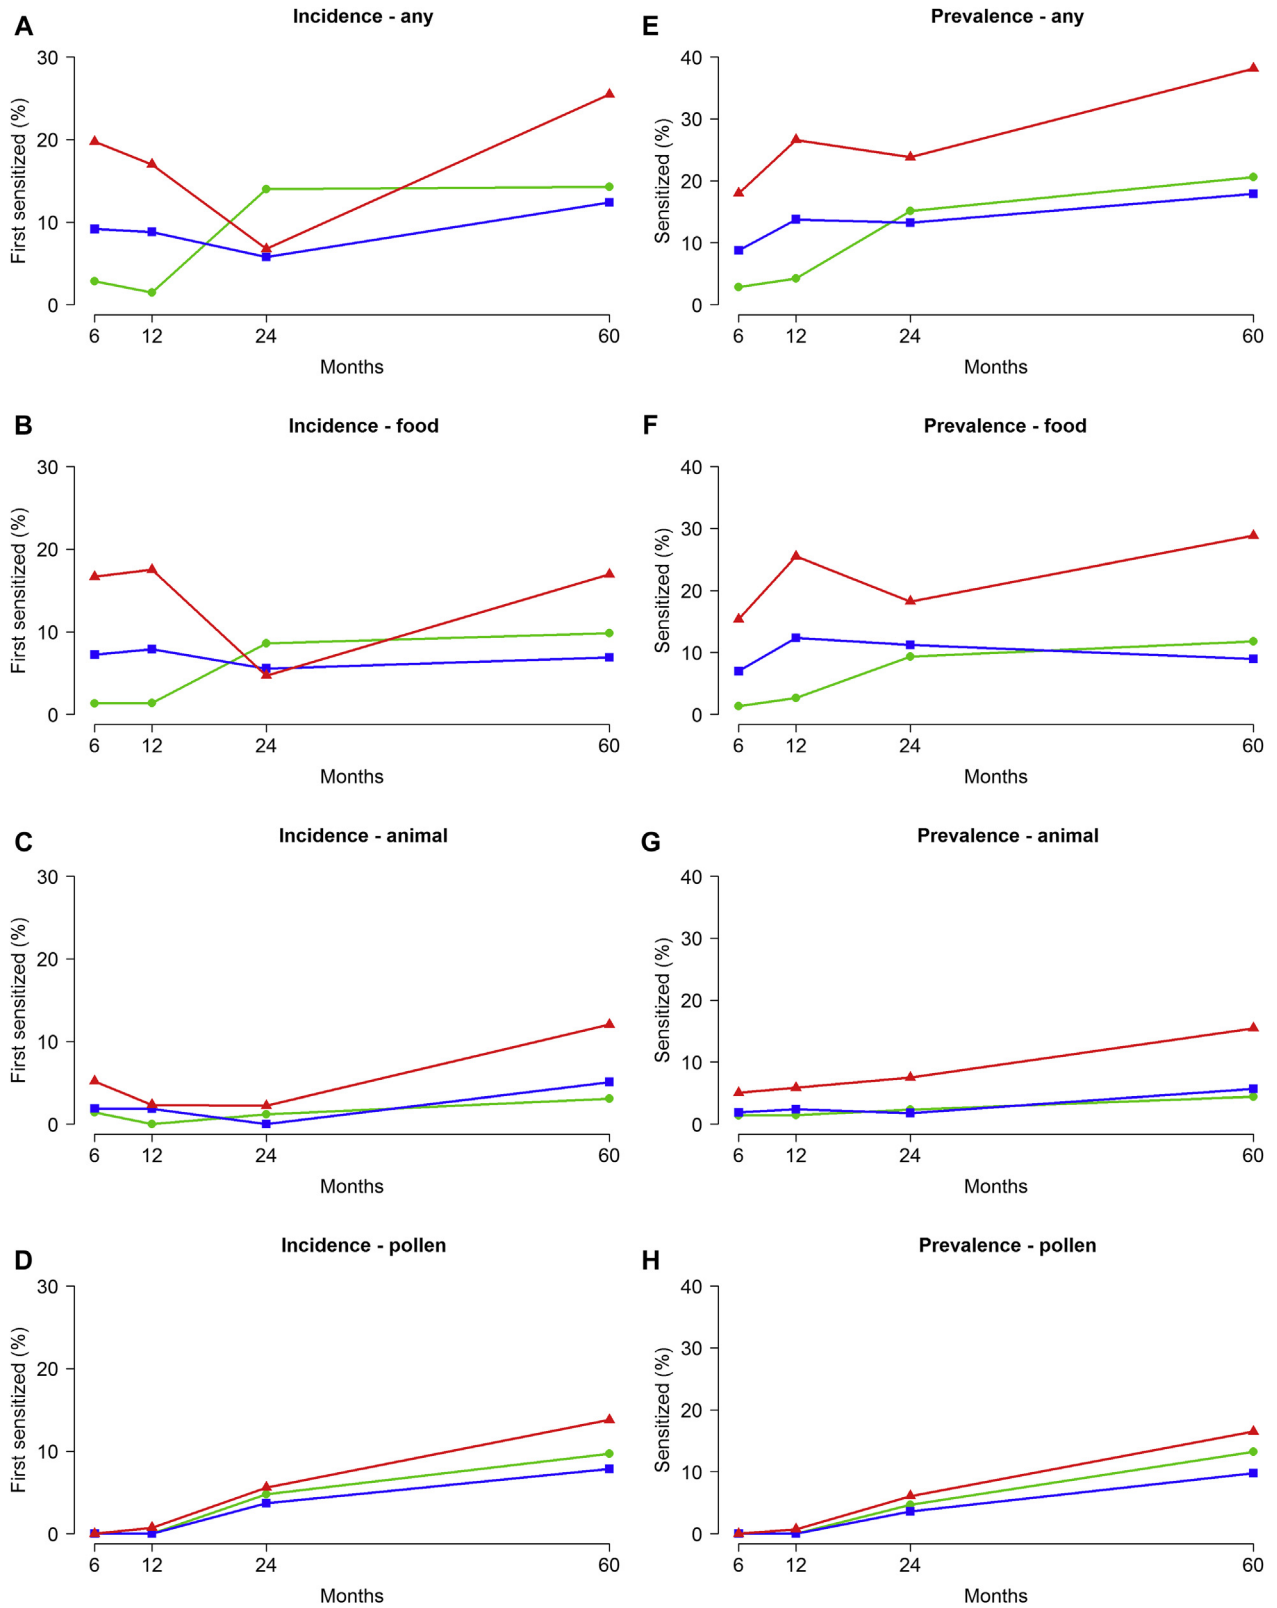 A
Incidence - any
First sensitized (%)
30
20
10
0
6 12 24 60
Months
E
Prevalence - any
Sensitized (%)
40
30
20
10
0
6 12 24 60
Months
B
Incidence - food
First sensitized (%)
30
20
10
0
6 12 24 60
Months
F
Prevalence - food
Sensitized (%)
40
30
20
10
0
6 12 24 60
Months
C
Incidence - animal
First sensitized (%)
30
20
10
0
6 12 24 60
Months
G
Prevalence - animal
Sensitized (%)
40
30
20
10
0
6 12 24 60
Months
D
Incidence - pollen
First sensitized (%)
30
20
10
0
6 12 24 60
Months
H
Prevalence - pollen
Sensitized (%)
40
30
20
10
0
6 12 24 60
Months